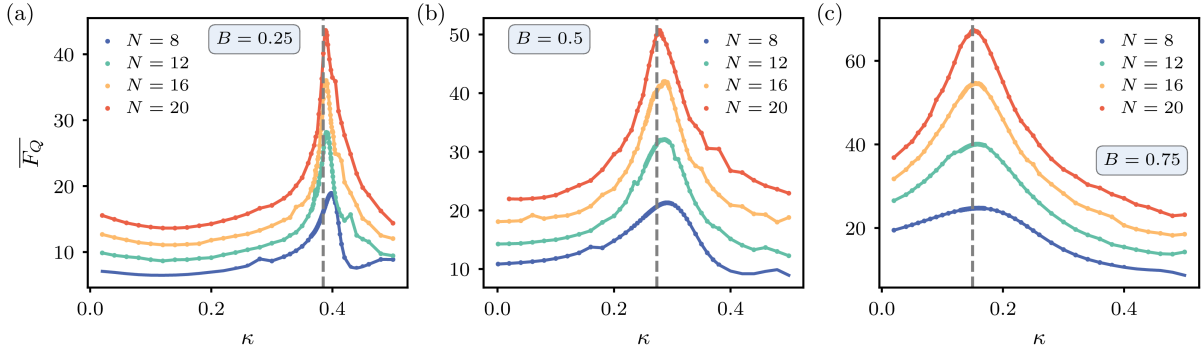 (a)
B = 0.25
N = 8
N = 12
N = 16
N = 20
40
30
20
10
0.0
0.2
0.4
κ
F_Q
(b)
B = 0.5
N = 8
N = 12
N = 16
N = 20
50
40
30
20
10
0.0
0.2
0.4
κ
(c)
N = 8
N = 12
N = 16
N = 20
B = 0.75
60
40
20
0.0
0.2
0.4
κ